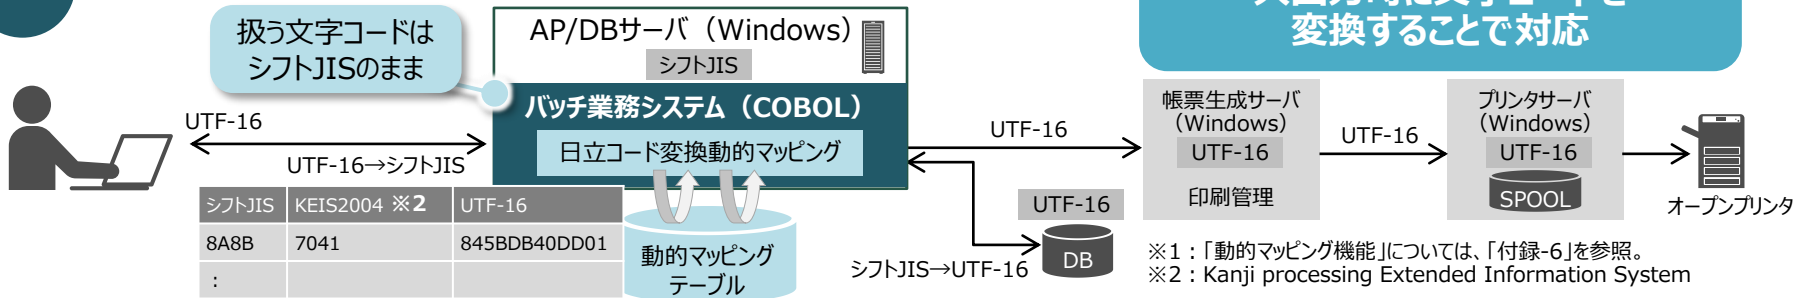 扱う文字コードは
シフトJISのまま
AP/DBサーバ（Windows）
シフトJIS
バッチ業務システム（COBOL）
日立コード変換動的マッピング
変換することで対応
UTF-16
UTF-16→シフトJIS
シフトJIS KEIS2004 ※2 UTF-16
8A8B 7041 845BDB40DD01
：
動的マッピング
テーブル
UTF-16
UTF-16
DB
シフトJIS→UTF-16
帳票生成サーバ
（Windows）
UTF-16
印刷管理
UTF-16
プリンタサーバ
（Windows）
UTF-16
SPOOL
オープンプリンタ
※1：「動的マッピング機能」については、「付録-6」を参照。
※2：Kanji processing Extended Information System